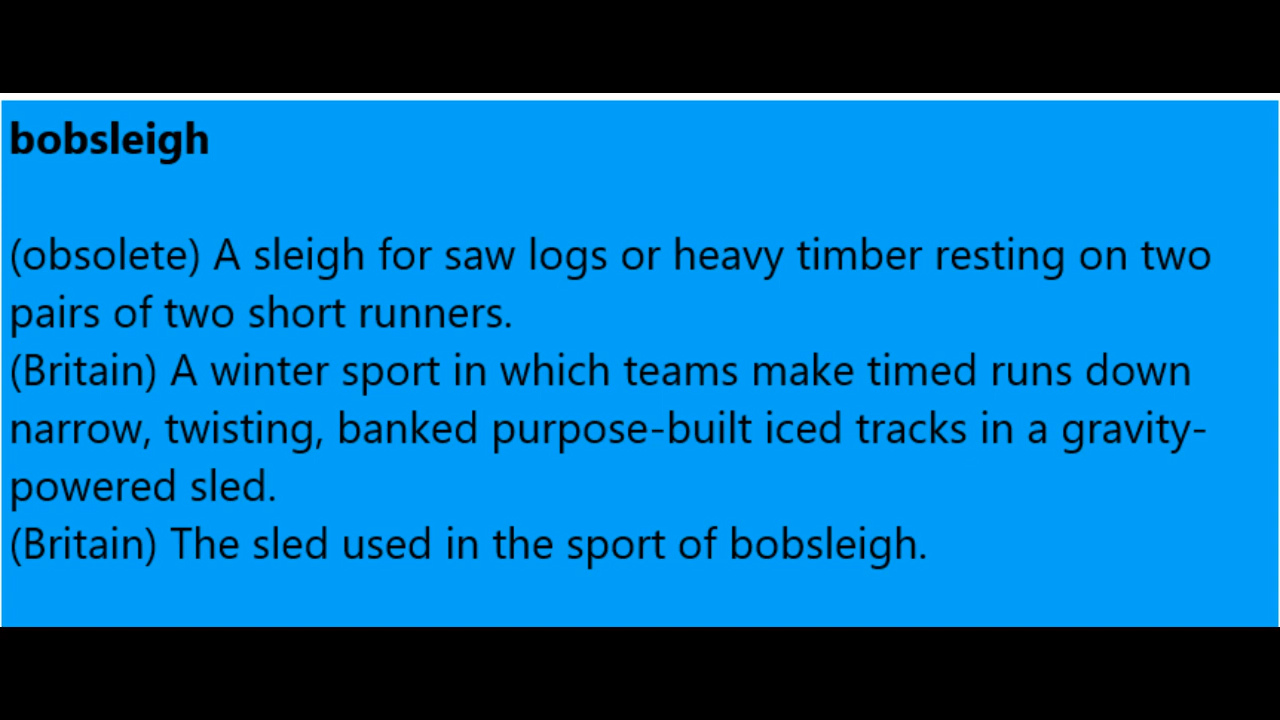 bobsleigh
(obsolete) A sleigh for saw logs or heavy timber resting on two
pairs of two short runners.
(Britain) A winter sport in which teams make timed runs down
narrow, twisting, banked purpose-built iced tracks in a gravity-
powered sled.
(Britain) The sled used in the sport of bobsleigh.